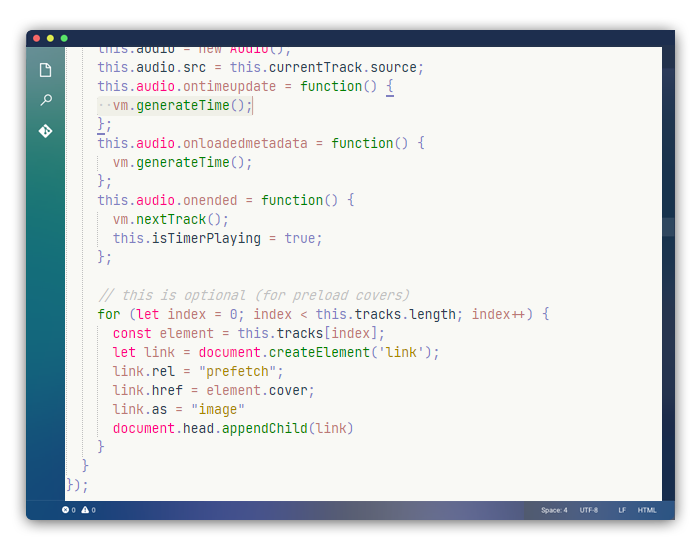 this.audio = new Audio();
this.audio.src = this.currentTrack.source;
this.audio.ontimeupdate = function() {
vm.generateTime();
};
this.audio.onloadedmetadata = function() {
vm.generateTime();
};
this.audio.onended = function() {
vm.nextTrack();
this.isTimerPlaying = true;
};
// this is optional (for preload covers)
for (let index = 0; index < this.tracks.length; index++) {
const element = this.tracks[index];
let link = document.createElement('link');
link.rel = "prefetch";
link.href = element.cover;
link.as = "image"
document.head.appendChild(link)
}
}
});
0 0 Space: 4 UTF-8 LF HTML